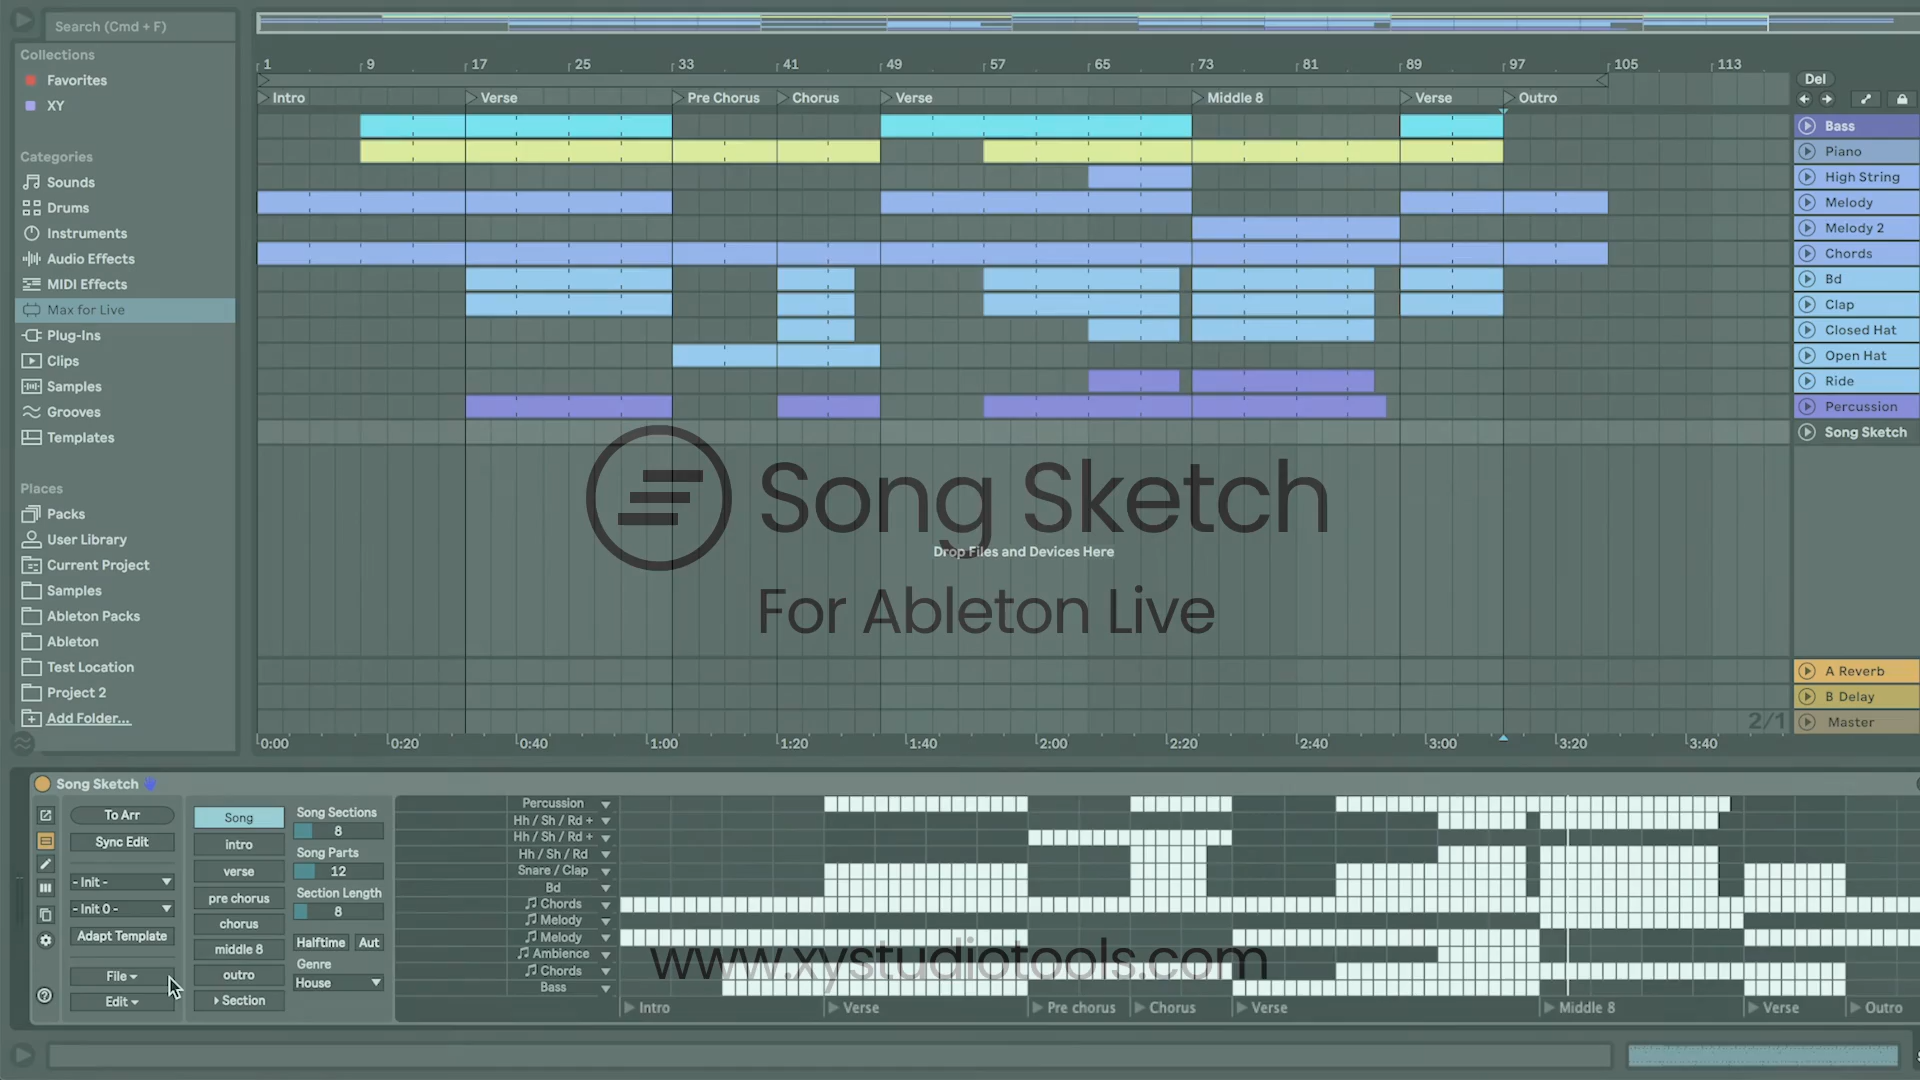 Search (Cmd + F)
Collections
Favorites
XY
Categories
Sounds
Drums
Instruments
Audio Effects
MIDI Effects
Max for Live
Plug-Ins
Clips
Samples
Grooves
Templates
Places
Packs
User Library
Current Project
Samples
Ableton Packs
Ableton
Test Location
Project 2
Add Folder...
1 9 17 25 33 41 49 57 65 73 81 89 97 105 113
Intro Verse Pre Chorus Chorus Verse Middle 8 Verse Outro
Del
Bass
Piano
High String
Melody
Melody 2
Chords
Bd
Clap
Closed Hat
Open Hat
Ride
Percussion
Song Sketch
Song Sketch
Drop Files and Devices Here
For Ableton Live
A Reverb
B Delay
Master
2/1
0:00 0:20 0:40 1:00 1:20 1:40 2:00 2:20 2:40 3:00 3:20 3:40
Song Sketch
To Arr
Sync Edit
- Init -
- Init 0 -
Adapt Template
File
Edit
Song
intro
verse
pre chorus
chorus
middle 8
outro
Section
Song Sections
8
Song Parts
12
Section Length
8
Halftime Aut
Genre
House
Percussion
Hh / Sh / Rd +
Hh / Sh / Rd +
Hh / Sh / Rd
Snare / Clap
Bd
Chords
Melody
Melody
Ambience
Chords
Bass
www.xystudiotools.com
Intro Verse Pre chorus Chorus Verse Middle 8 Verse Outro